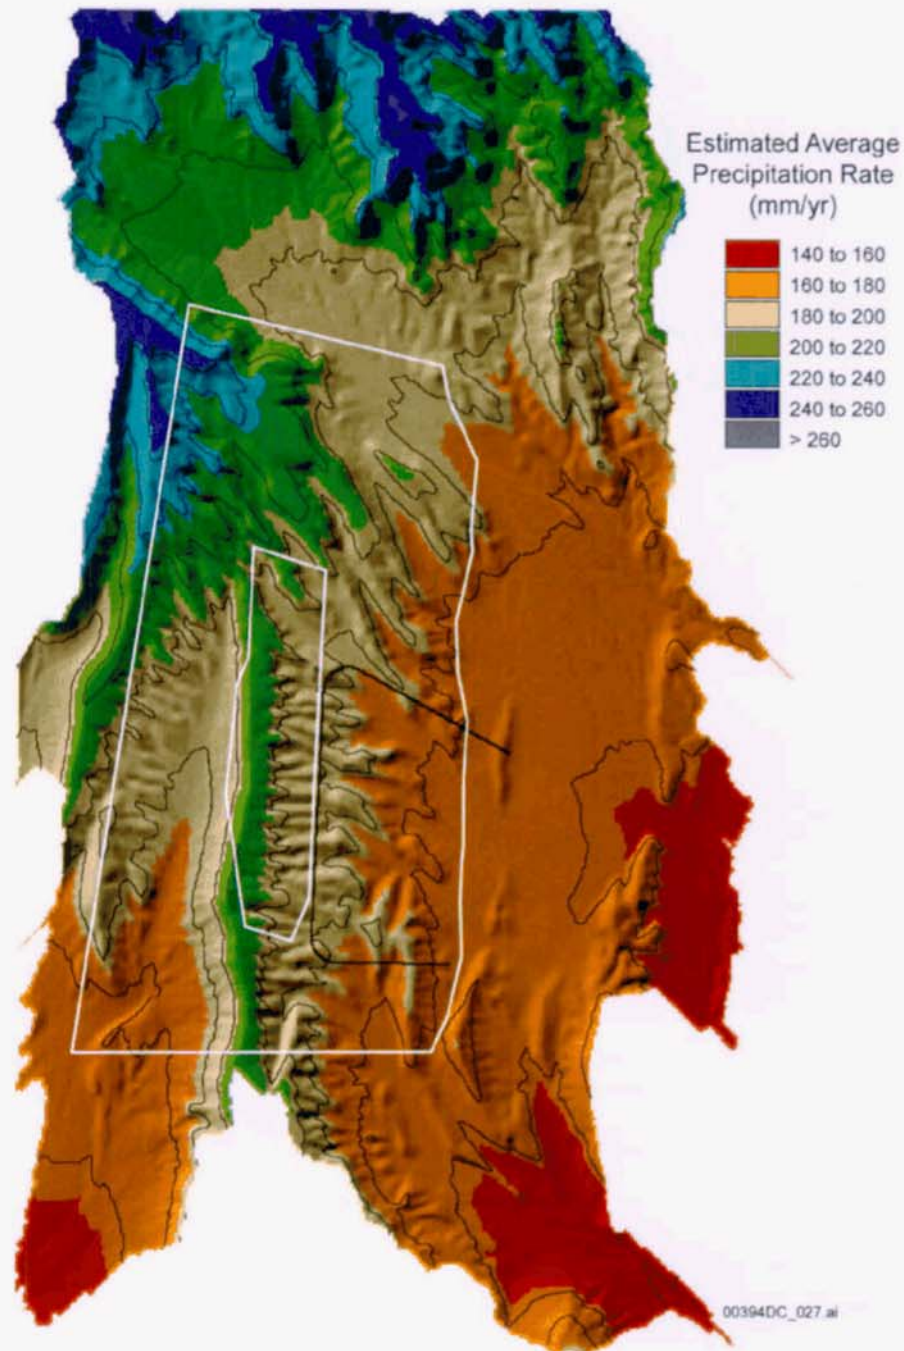 Estimated Average
Precipitation Rate
(mm/yr)
140 to 160
160 to 180
180 to 200
200 to 220
220 to 240
240 to 260
> 260
00394DC_027.ai